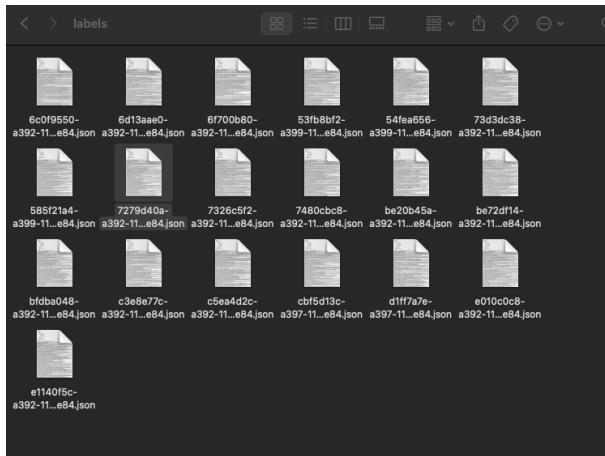 labels
6c0f9550- 6d13aae0- 6f700b80- 53fb8bf2- 54fea656- 73d3dc38-
a392-11...e84.json a392-11...e84.json a392-11...e84.json a399-11...e84.json a399-11...e84.json a392-11...e84.json
585f21a4- 7279d40a- 7326c5f2- 7480cbc8- be20b45a- be72df14-
a399-11...e84.json a392-11...e84.json a392-11...e84.json a392-11...e84.json a392-11...e84.json a392-11...e84.json
bfdba048- c3e8e77c- c5ea4d2c- cbf5d13c- d1ff7a7e- e010c0c8-
a392-11...e84.json a392-11...e84.json a392-11...e84.json a397-11...e84.json a397-11...e84.json a392-11...e84.json
e1140f5c-
a392-11...e84.json